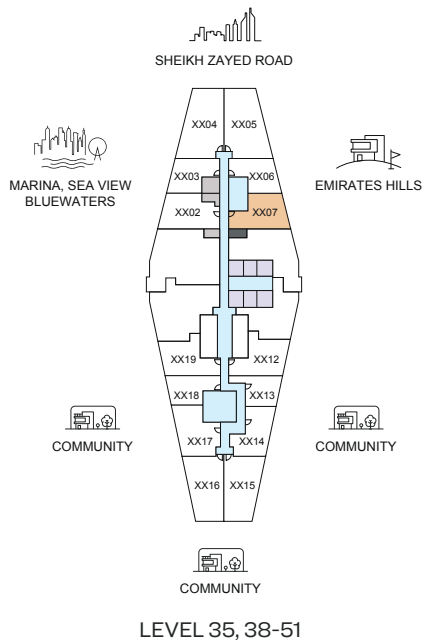 SHEIKH ZAYED ROAD
XX04 XX05
MARINA, SEA VIEW
BLUEWATERS
EMIRATES HILLS
XX03 XX06
XX02 XX07
XX19 XX12
XX18 XX13
XX17 XX14
COMMUNITY
COMMUNITY
XX16 XX15
COMMUNITY
LEVEL 35, 38-51